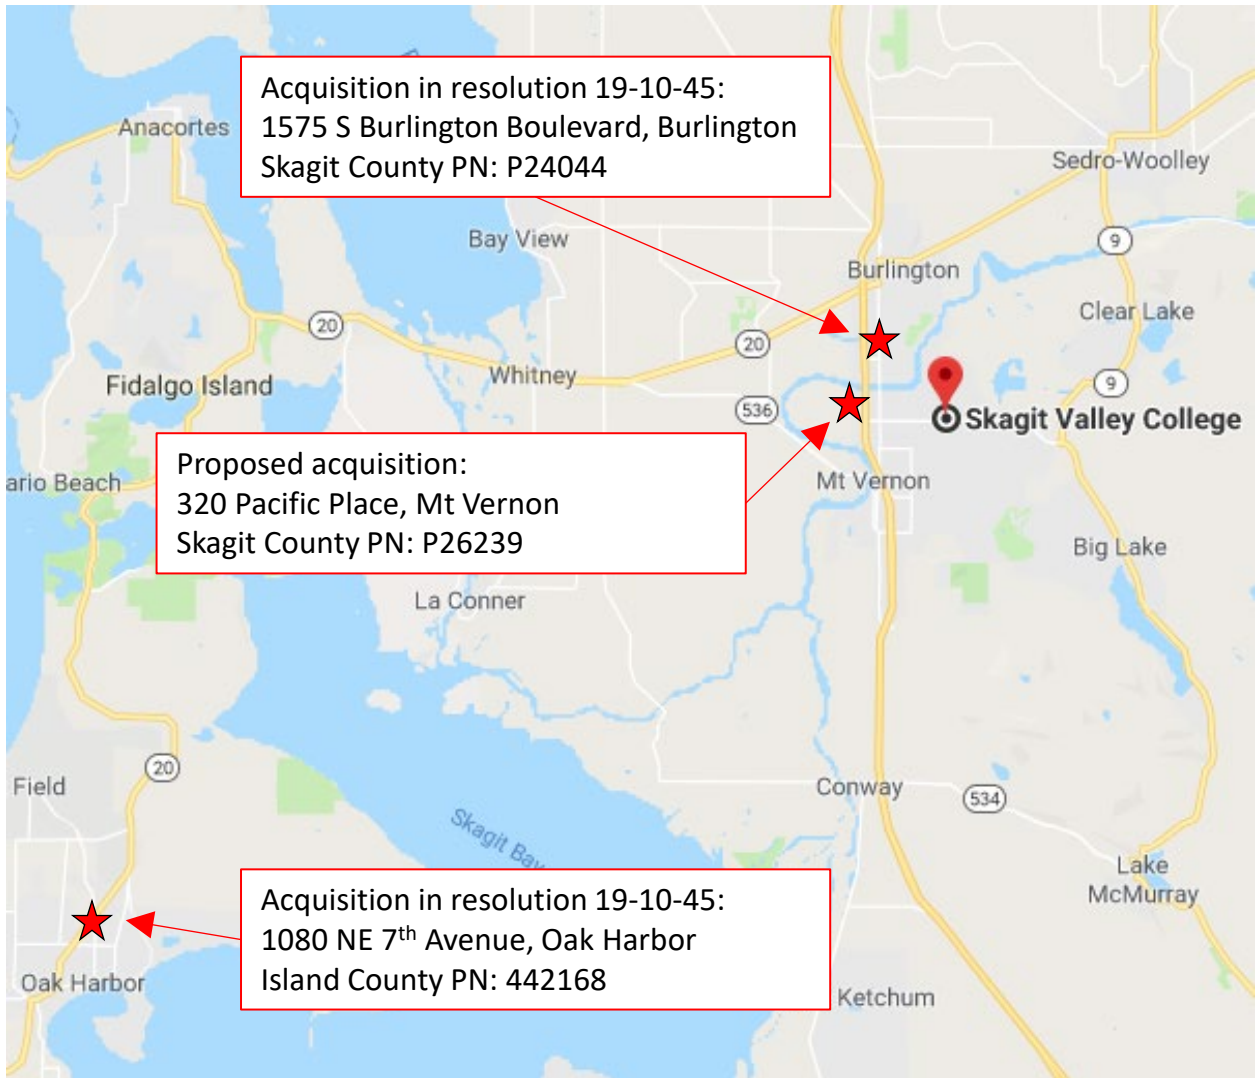 Acquisition in resolution 19-10-45:
1575 S Burlington Boulevard, Burlington
Skagit County PN: P24044
Anacortes
Sedro-Woolley
Bay View
9
Burlington
Clear Lake
20
20
Whitney
Fidalgo Island
9
536
Skagit Valley College
Proposed acquisition:
320 Pacific Place, Mt Vernon
Skagit County PN: P26239
ario Beach
Mt Vernon
Big Lake
La Conner
20
Field
Conway
534
Skagit Bay
Lake
McMurray
Acquisition in resolution 19-10-45:
1080 NE 7th Avenue, Oak Harbor
Island County PN: 442168
Oak Harbor
Ketchum